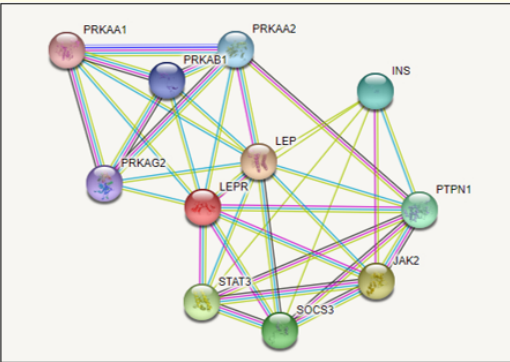 PRKAA1
PRKAA2
PRKAB1
INS
LEP
PRKAG2
LEPR
PTPN1
JAK2
STAT3
SOCS3